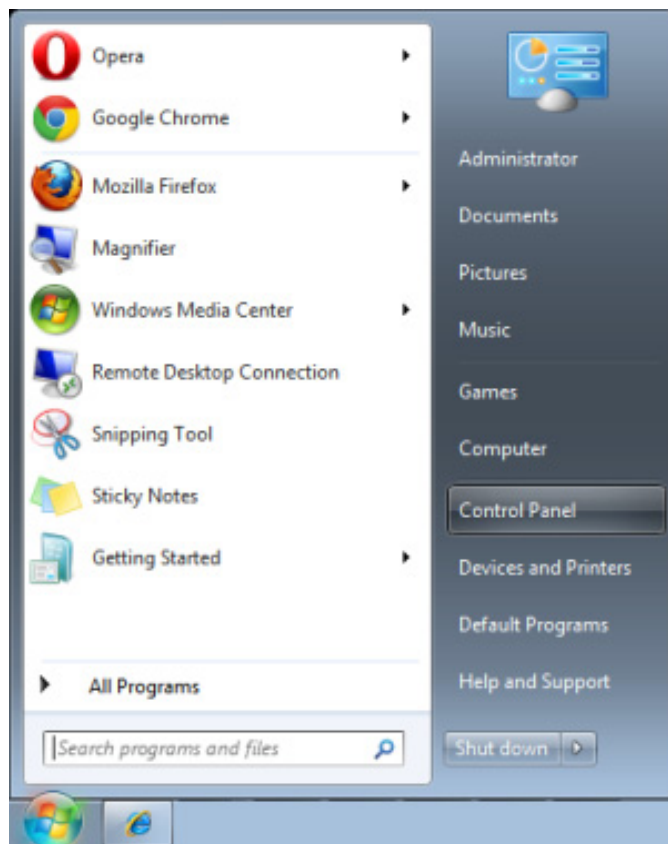 Opera
Google Chrome
Mozilla Firefox
Magnifier
Windows Media Center
Remote Desktop Connection
Snipping Tool
Sticky Notes
Getting Started
All Programs
Search programs and files
Administrator
Documents
Pictures
Music
Games
Computer
Control Panel
Devices and Printers
Default Programs
Help and Support
Shut down